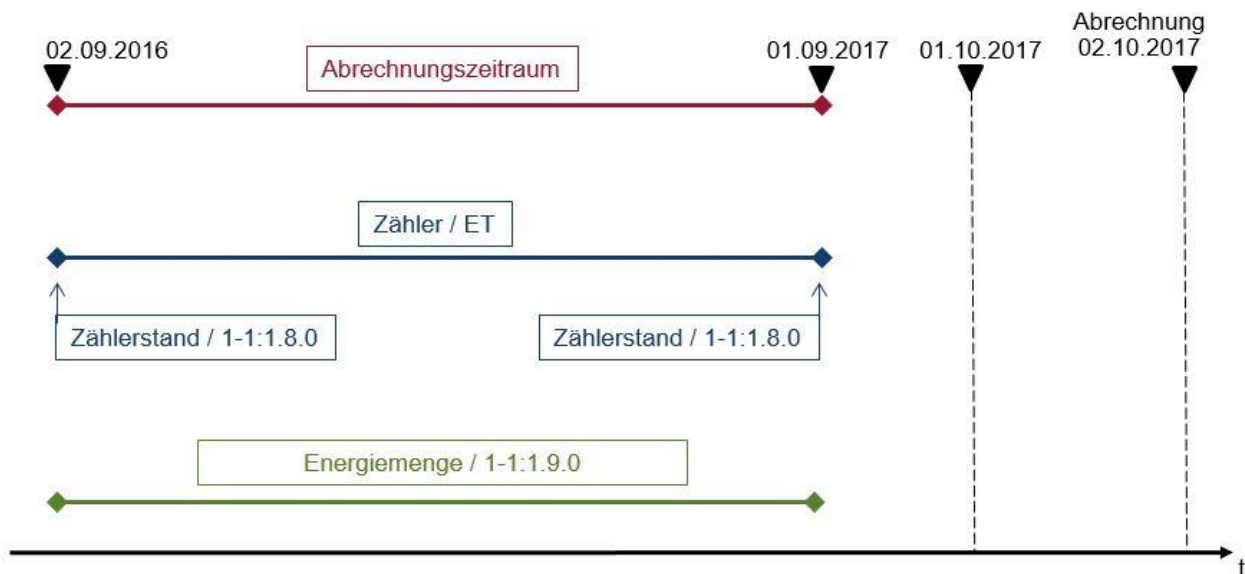 Abrechnung
02.09.2016 01.09.2017 01.10.2017 02.10.2017
Abrechnungszeitraum
Zähler / ET
Zählerstand / 1-1:1.8.0 Zählerstand / 1-1:1.8.0
Energiemenge / 1-1:1.9.0
t